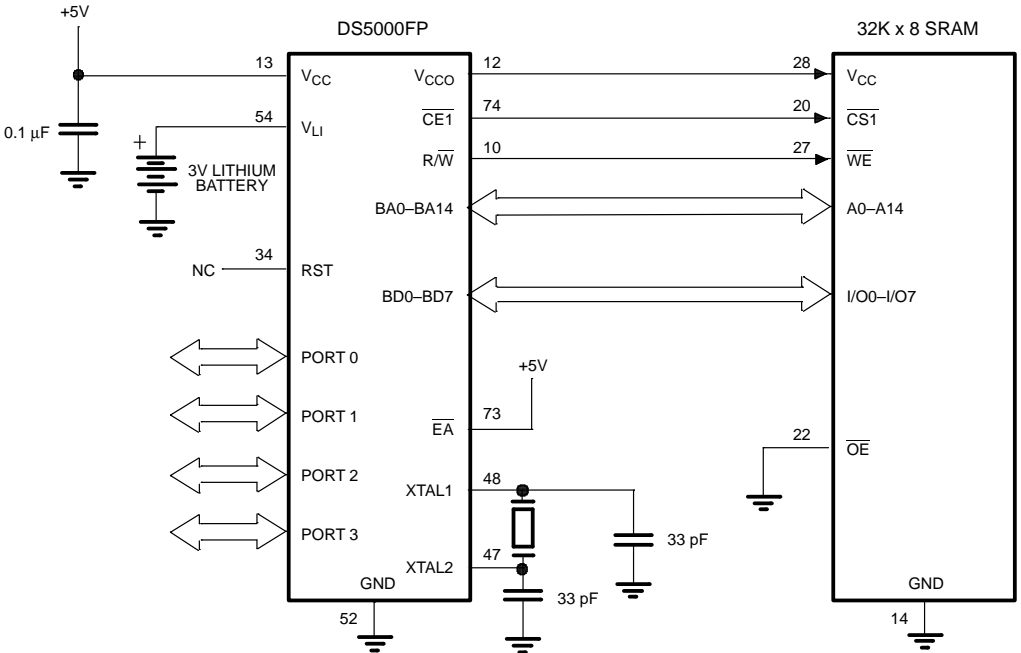 +5V
DS5000FP
32K x 8 SRAM
13
VCC
VCCO
12
28
VCC
54
VLI
CE1
74
20
CS1
0.1 µF
+
3V LITHIUM
BATTERY
R/W
10
27
WE
BA0–BA14
A0–A14
NC
34
RST
BD0–BD7
I/O0–I/O7
PORT 0
+5V
PORT 1
EA
73
22
OE
PORT 2
XTAL1
48
PORT 3
33 pF
XTAL2
47
GND
GND
33 pF
52
14